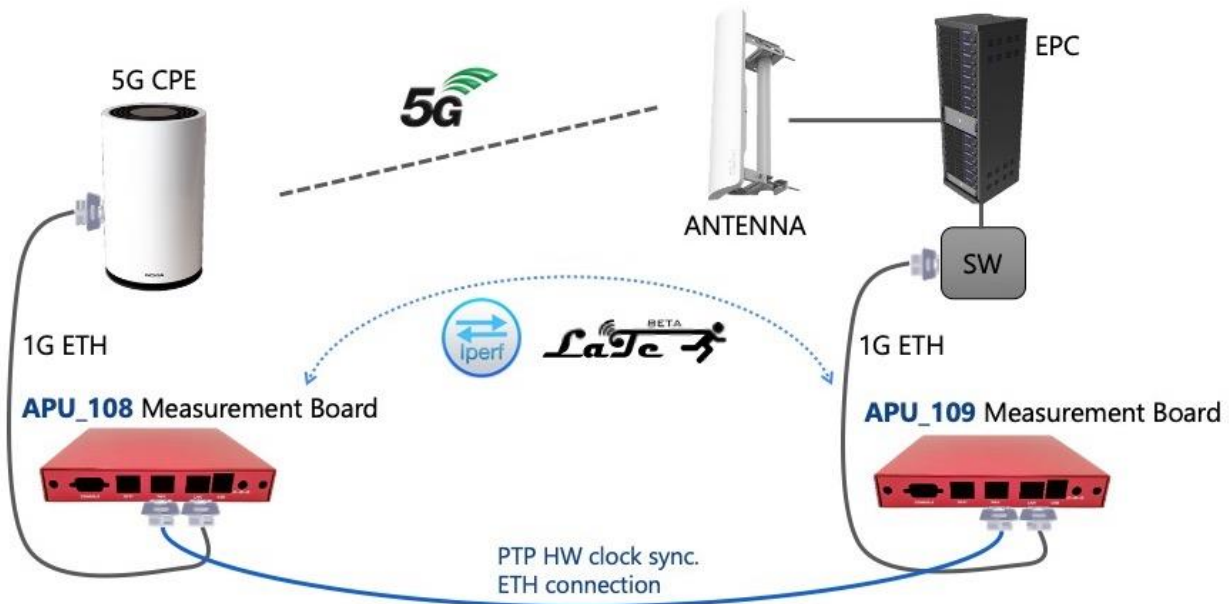 5G CPE
5G
ANTENNA
EPC
SW
1G ETH
Iperf
BETA
LaTe
1G ETH
APU_108 Measurement Board
APU_109 Measurement Board
NOKIA
PTP HW clock sync.
ETH connection